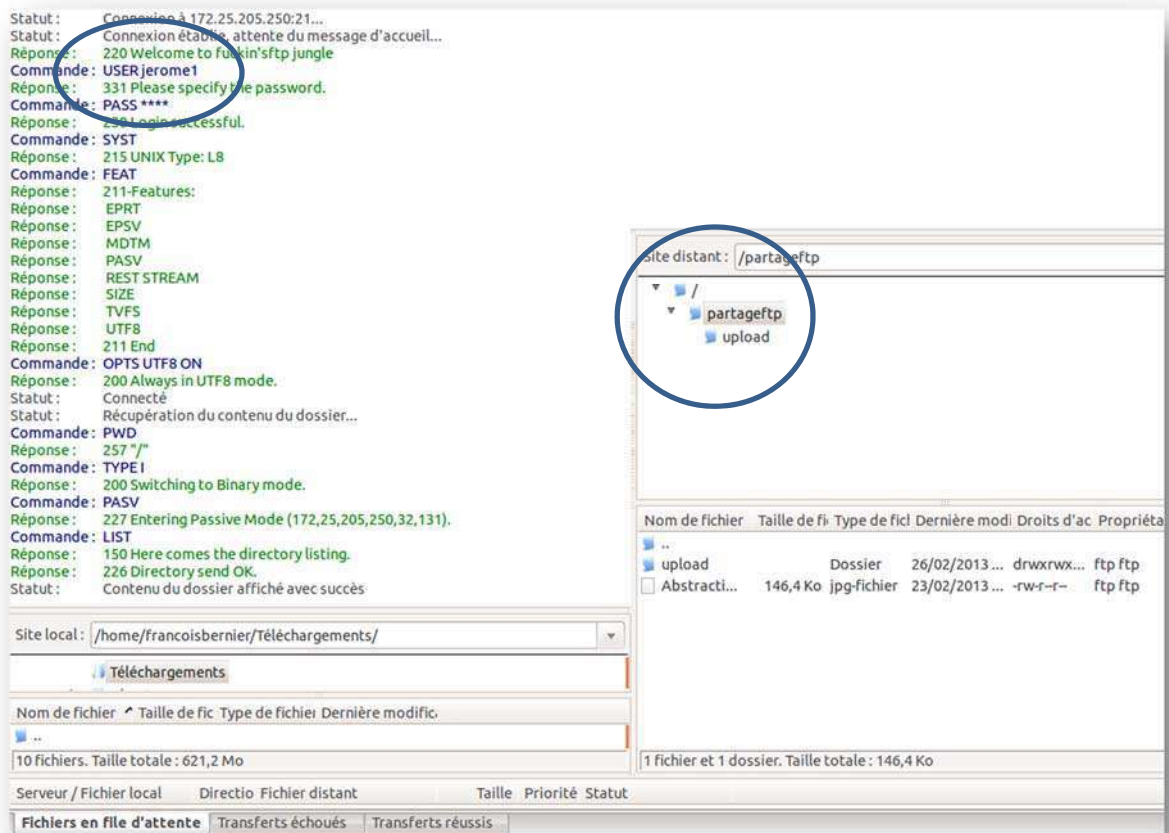 Statut : Connexion à 172.25.205.250:21...
Statut : Connexion établie, attente du message d'accueil...
Réponse : 220 Welcome to fuckin'sftp jungle
Commande : USER jerome1
Réponse : 331 Please specify the password.
Commande : PASS ****
Réponse : 230 Login successful.
Commande : SYST
Réponse : 215 UNIX Type: L8
Commande : FEAT
Réponse : 211-Features:
Réponse : EPRT
Réponse : EPSV
Réponse : MDTM
Réponse : PASV
Réponse : REST STREAM
Réponse : SIZE
Réponse : TVFS
Réponse : UTF8
Réponse : 211 End
Commande : OPTS UTF8 ON
Réponse : 200 Always in UTF8 mode.
Statut : Connecté
Statut : Récupération du contenu du dossier...
Commande : PWD
Réponse : 257 "/"
Commande : TYPE I
Réponse : 200 Switching to Binary mode.
Commande : PASV
Réponse : 227 Entering Passive Mode (172,25,205,250,32,131).
Commande : LIST
Réponse : 150 Here comes the directory listing.
Réponse : 226 Directory send OK.
Statut : Contenu du dossier affiché avec succès
Site local : /home/francoisbernier/Téléchargements/
Téléchargements
Nom de fichier Taille de fic Type de fichier Dernière modific.
..
10 fichiers. Taille totale : 621,2 Mo
Site distant : /partageftp
/
partageftp
upload
Nom de fichier Taille de fi Type de ficl Dernière modi Droits d'ac Propriéta
..
upload Dossier 26/02/2013 ... drwxrwx... ftp ftp
Abstracti... 146,4 Ko jpg-fichier 23/02/2013 ... -rw-r--r-- ftp ftp
1 fichier et 1 dossier. Taille totale : 146,4 Ko
Serveur / Fichier local Directio Fichier distant Taille Priorité Statut
Fichiers en file d'attente Transferts échoués Transferts réussis